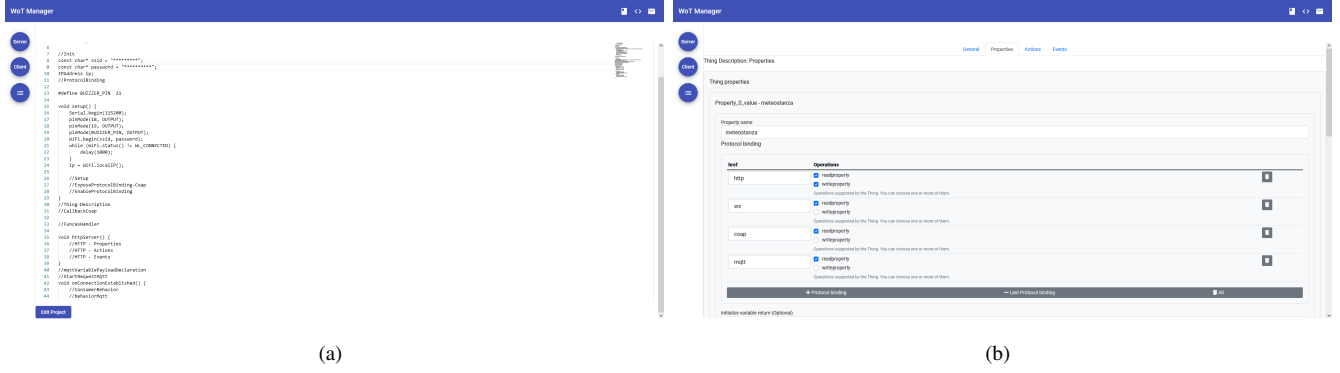 WoT Manager
Server
Client
6
7 //Init
8 const char* ssid = "*********";
9 const char* password = "**********";
10 IPAddress ip;
11 //ProtocolBinding
12
13 #define BUZZIER_PIN 21
14
15 void setup() {
16 Serial.begin(115200);
17 pinMode(18, OUTPUT);
18 pinMode(19, OUTPUT);
19 pinMode(BUZZIER_PIN, OUTPUT);
20 WiFi.begin(ssid, password);
21 while (WiFi.status() != WL_CONNECTED) {
22 delay(1000);
23 }
24 ip = WiFi.localIP();
25
26 //Setup
27 //ExposeProtocolBinding-Coap
28 //EnableProtocolBinding
29 }
30 //Thing-Description
31 //CallbackCoap
32
33 //FuncWsHandler
34
35 void httpServer() {
36 //HTTP - Properties
37 //HTTP - Actions
38 //HTTP - Events
39 }
40 //mqttVariablePayloadDeclaration
41 //StartRequestMqtt
42 void onConnectionEstablished() {
43 //ConsumerBehavior
44 //behaviorMqtt
Edit Project
(a)
WoT Manager
Server
Client
General Properties Actions Events
Thing Description: Properties
Thing properties
Property_0_value - meteostanza
Property name
meteostanza
Protocol binding
href Operations
http readproperty
writeproperty
Operations supported by the Thing. You can choose one or more of them.
ws readproperty
writeproperty
Operations supported by the Thing. You can choose one or more of them.
coap readproperty
writeproperty
Operations supported by the Thing. You can choose one or more of them.
mqtt readproperty
writeproperty
Operations supported by the Thing. You can choose one or more of them.
+ Protocol binding − Last Protocol binding All
Initialize variable return (Optional)
(b)